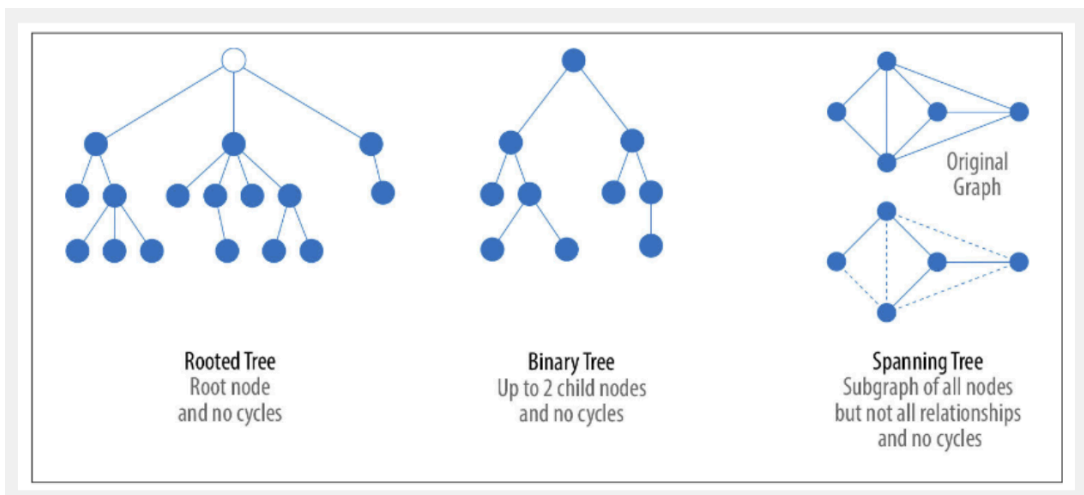 Original
Graph
Rooted Tree
Root node
and no cycles
Binary Tree
Up to 2 child nodes
and no cycles
Spanning Tree
Subgraph of all nodes
but not all relationships
and no cycles